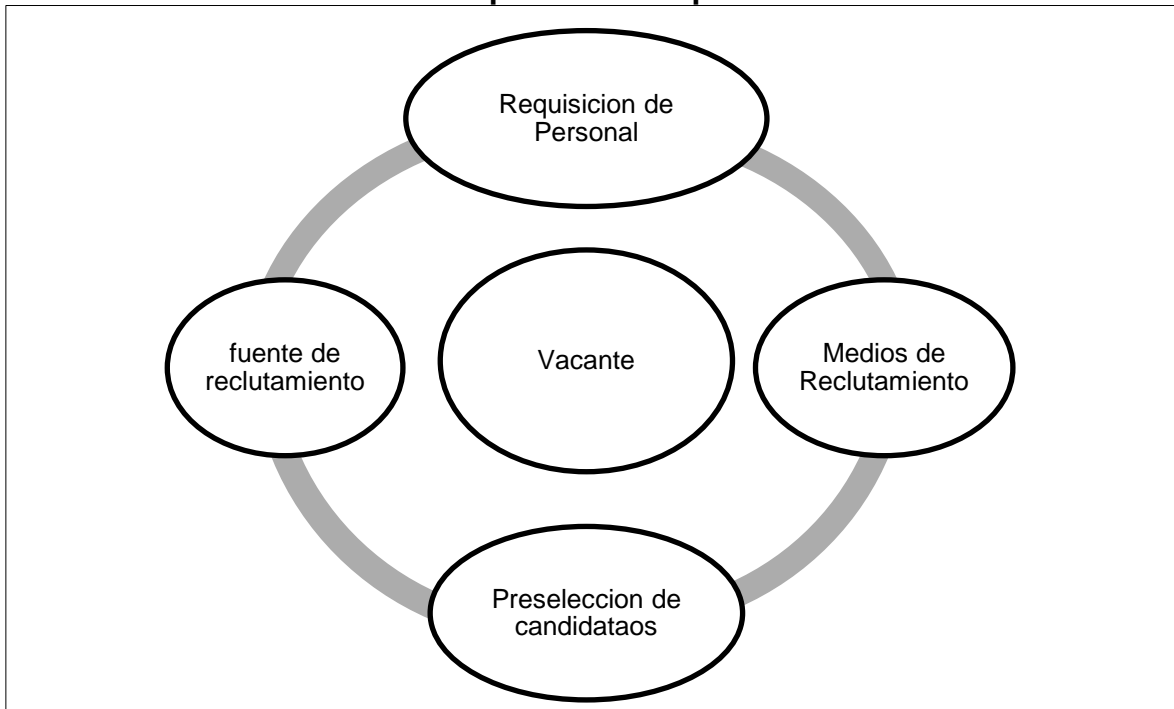 Requisicion de
Personal
fuente de
reclutamiento
Vacante
Medios de
Reclutamiento
Preseleccion de
candidataos